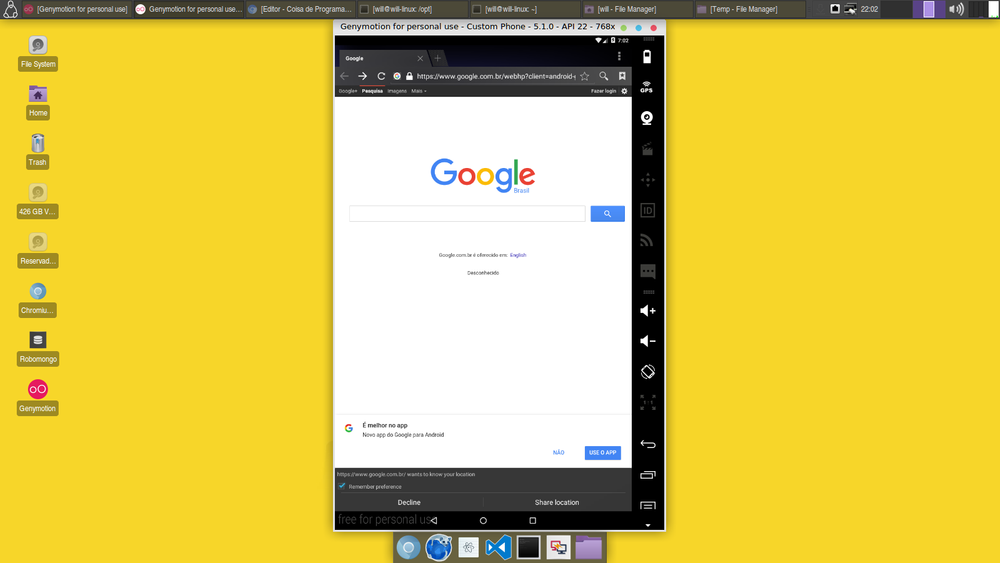 [Genymotion for personal use]
Genymotion for personal use...
[Editor - Coisa de Programa...
[will@will-linux: /opt]
[will@will-linux: ~]
[will - File Manager]
[Temp - File Manager]
22:02
File System
Home
Trash
426 GB V...
Reservad...
Chromiu...
Robomongo
Genymotion
Genymotion for personal use - Custom Phone - 5.1.0 - API 22 - 768x
7:02
Google
https://www.google.com.br/webhp?client=android-
Google+ Pesquisa Imagens Mais
Fazer login
Google
Brasil
Google.com.br é oferecido em: English
Desconhecido
É melhor no app
Novo app do Google para Android
NÃO
USE O APP
https://www.google.com.br/ wants to know your location
Remember preference
Decline
Share location
free for personal us
GPS
ID
1:1